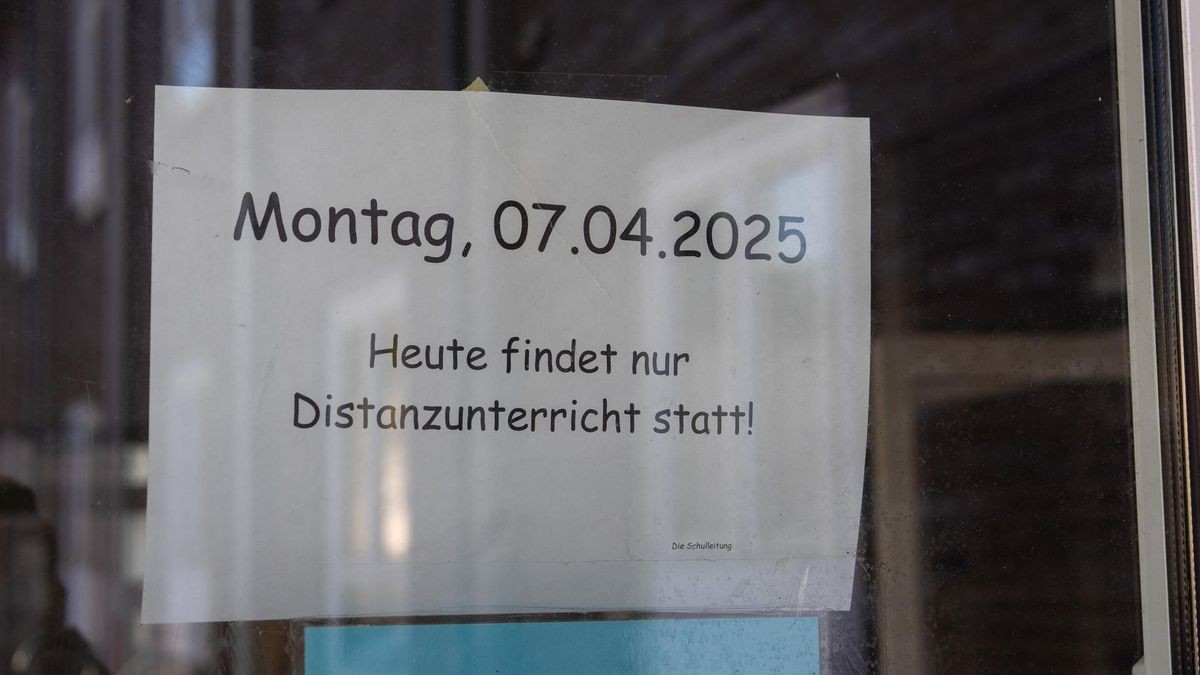 Montag, 07.04.2025
Heute findet nur
Distanzunterricht statt!
Die Schulleitung